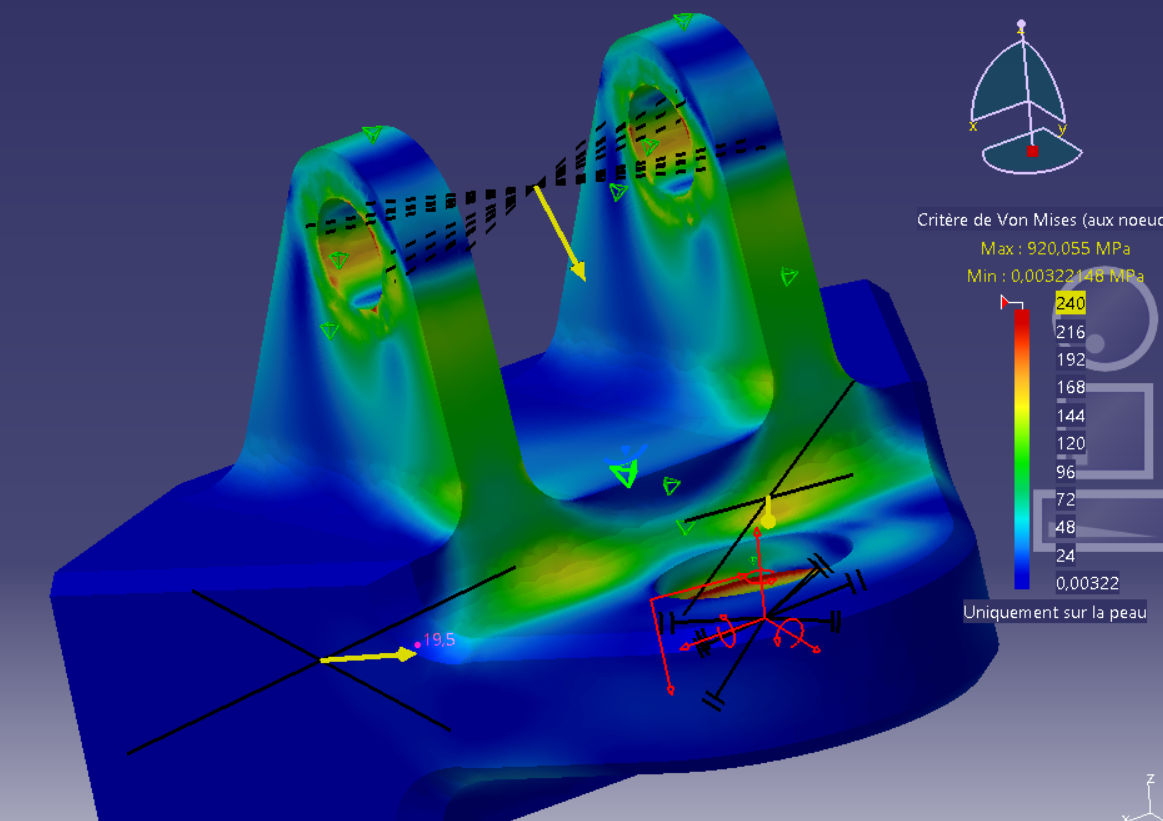 z
x
y
Critère de Von Mises (aux noeud
Max : 920,055 MPa
Min : 0,00322148 MPa
240
216
192
168
144
120
96
72
48
24
0,00322
Uniquement sur la peau
19,5
z
x